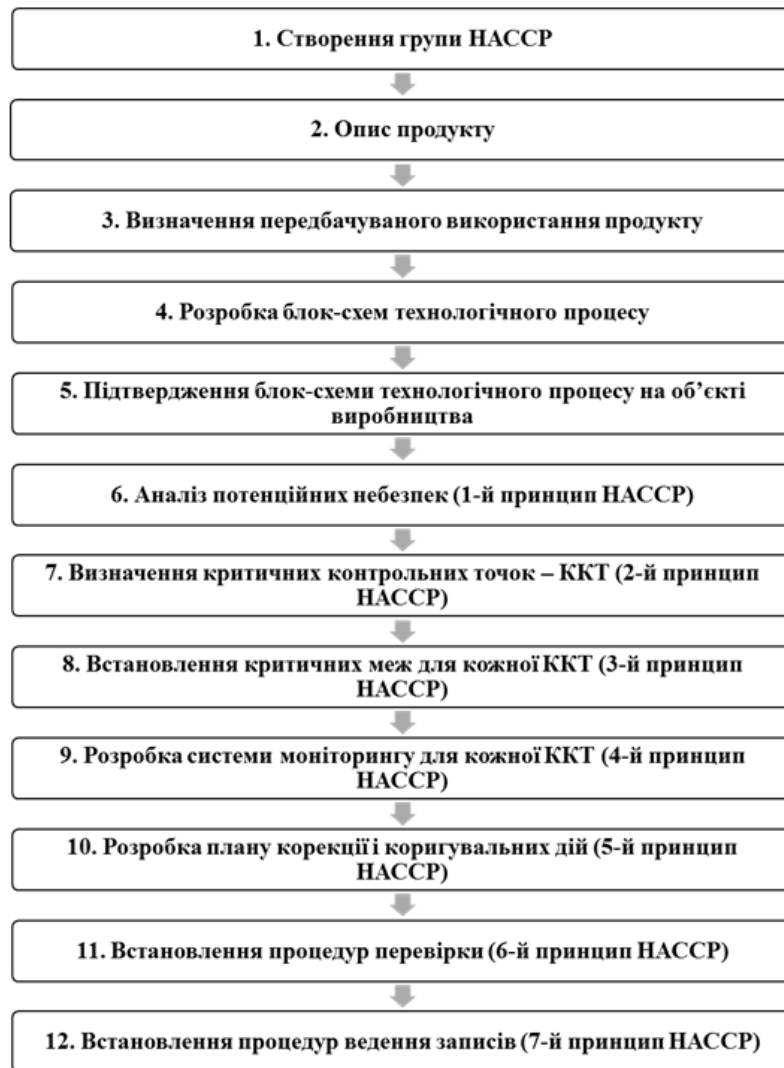 1. Створення групи НАССР
2. Опис продукту
3. Визначення передбачуваного використання продукту
4. Розробка блок-схем технологічного процесу
5. Підтвердження блок-схеми технологічного процесу на об’єкті
виробництва
6. Аналіз потенційних небезпек (1-й принцип НАССР)
7. Визначення критичних контрольних точок – ККТ (2-й принцип
НАССР)
8. Встановлення критичних меж для кожної ККТ (3-й принцип
НАССР)
9. Розробка системи моніторингу для кожної ККТ (4-й принцип
НАССР)
10. Розробка плану корекції і коригувальних дій (5-й принцип
НАССР)
11. Встановлення процедур перевірки (6-й принцип НАССР)
12. Встановлення процедур ведення записів (7-й принцип НАССР)